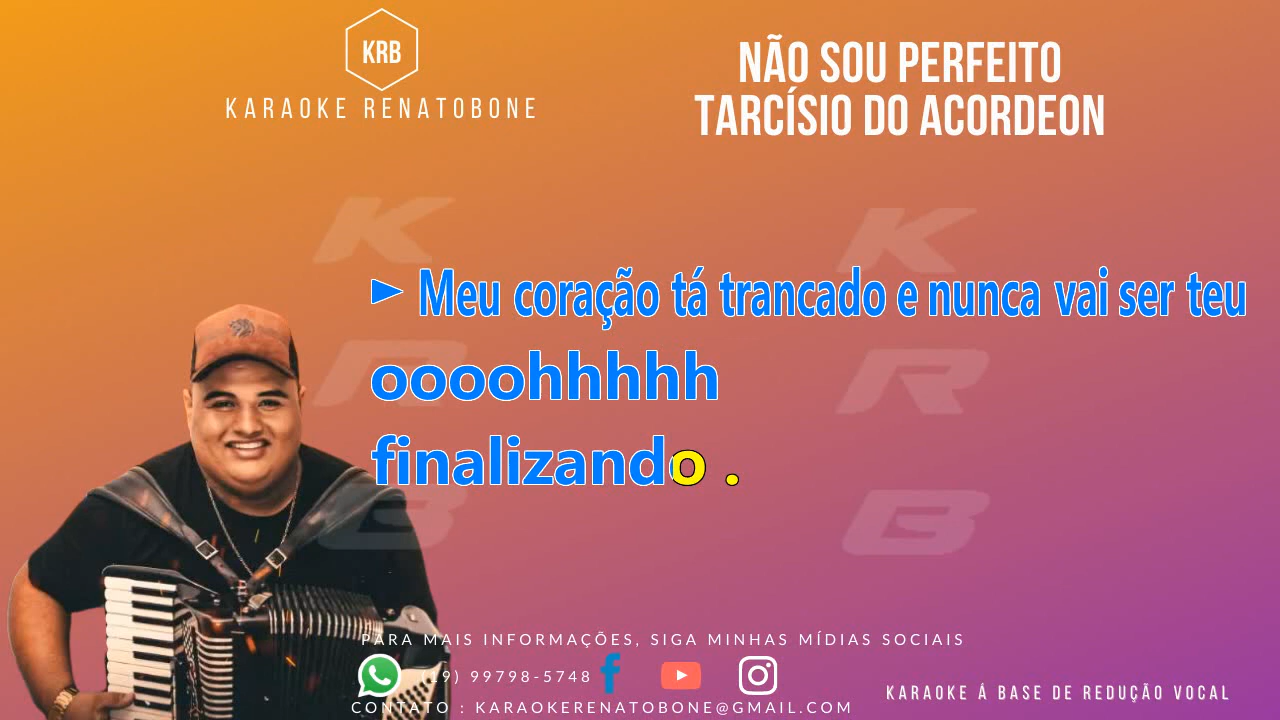 KRB
KARAOKE RENATOBONE
NÃO SOU PERFEITO
TARCÍSIO DO ACORDEON
K K
► Meu coração tá trancado e nunca vai ser teu
R R
oooohhhhh
finalizando .
B B
PARA MAIS INFORMAÇÕES, SIGA MINHAS MÍDIAS SOCIAIS
(19) 99798-5748
KARAOKE Á BASE DE REDUÇÃO VOCAL
CONTATO : KARAOKERENATOBONE@GMAIL.COM